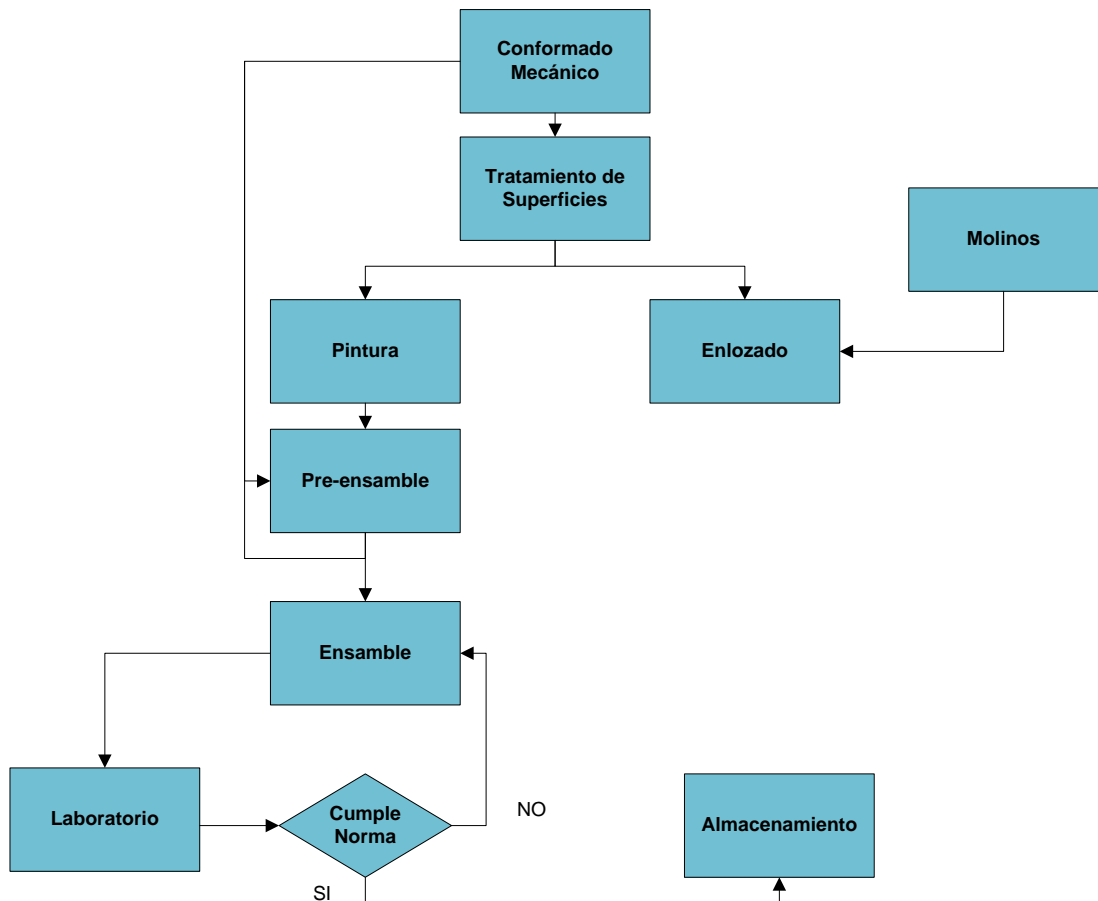 Conformado
Mecánico
Tratamiento de
Superficies
Molinos
Pintura
Enlozado
Pre-ensamble
Ensamble
Laboratorio
Cumple
Norma
NO
Almacenamiento
SI